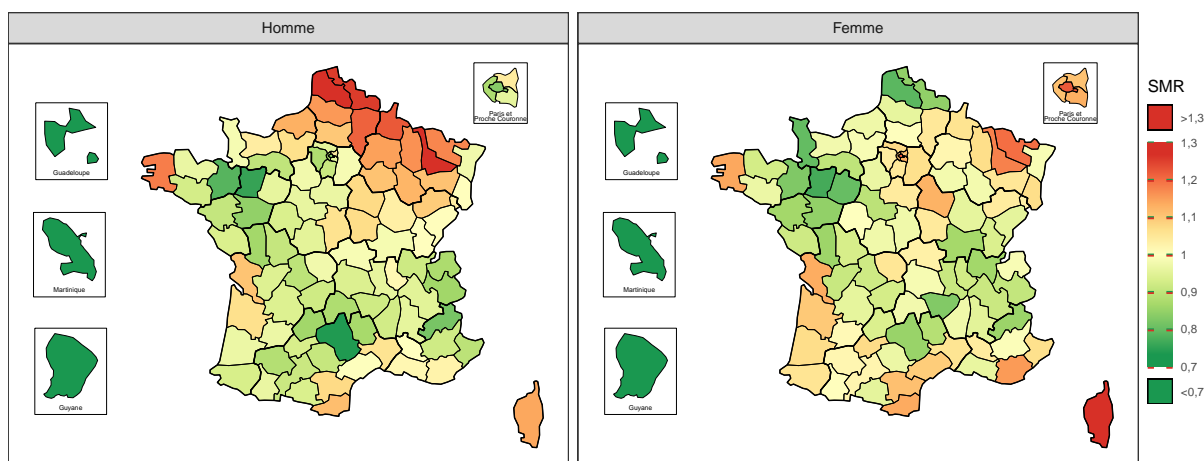 Homme
Femme
Paris et
Proche Couronne
Guadeloupe
Martinique
Guyane
Paris et
Proche Couronne
Guadeloupe
Martinique
Guyane
SMR
>1,3
1,3
1,2
1,1
1
0,9
0,8
0,7
<0,7